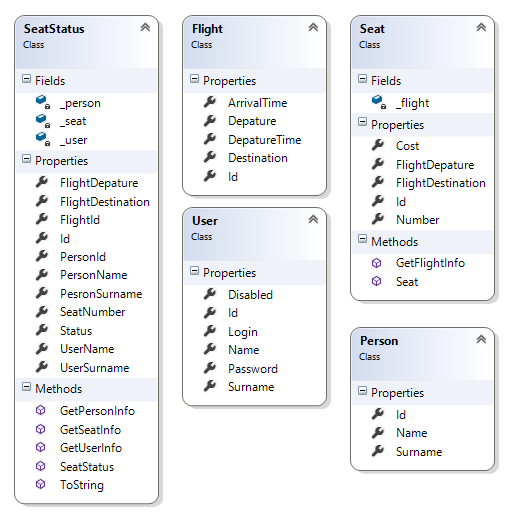 SeatStatus
Class
Fields
_person
_seat
_user
Properties
FlightDepature
FlightDestination
FlightId
Id
PersonId
PersonName
PesronSurname
SeatNumber
Status
UserName
UserSurname
Methods
GetPersonInfo
GetSeatInfo
GetUserInfo
SeatStatus
ToString
Flight
Class
Properties
ArrivalTime
Depature
DepatureTime
Destination
Id
User
Class
Properties
Disabled
Id
Login
Name
Password
Surname
Seat
Class
Fields
_flight
Properties
Cost
FlightDepature
FlightDestination
Id
Number
Methods
GetFlightInfo
Seat
Person
Class
Properties
Id
Name
Surname